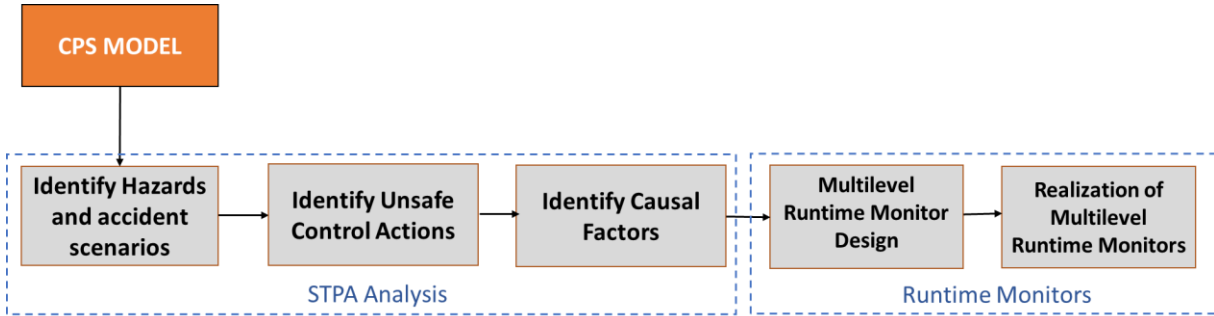 CPS MODEL
Identify Hazards
and accident
scenarios
Identify Unsafe
Control Actions
Identify Causal
Factors
Multilevel
Runtime Monitor
Design
Realization of
Multilevel
Runtime Monitors
STPA Analysis
Runtime Monitors